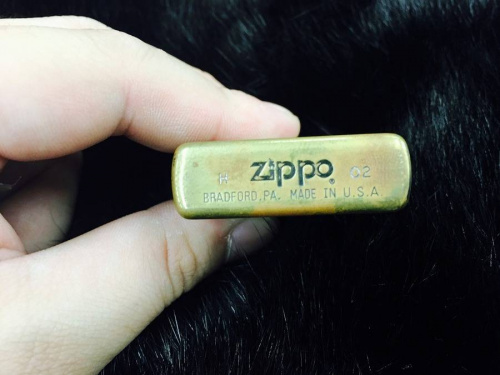 H zippo® 02
BRADFORD,PA. MADE IN U.S.A.